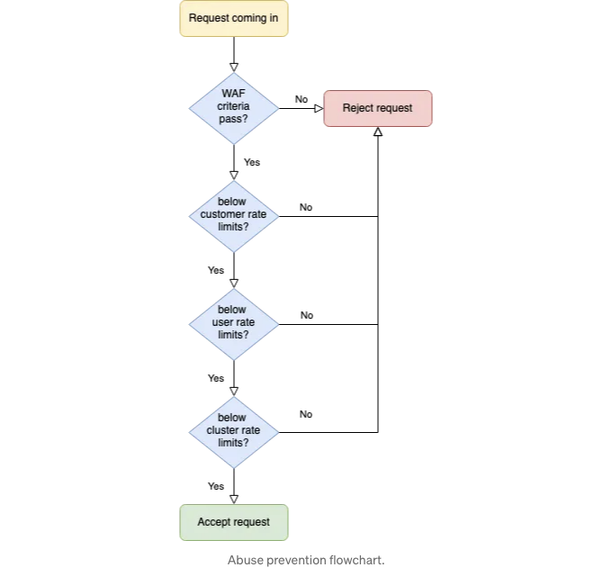 Request coming in
WAF
criteria
pass?
No
Reject request
Yes
below
customer rate
limits?
No
Yes
below
user rate
limits?
No
Yes
below
cluster rate
limits?
No
Yes
Accept request
Abuse prevention flowchart.